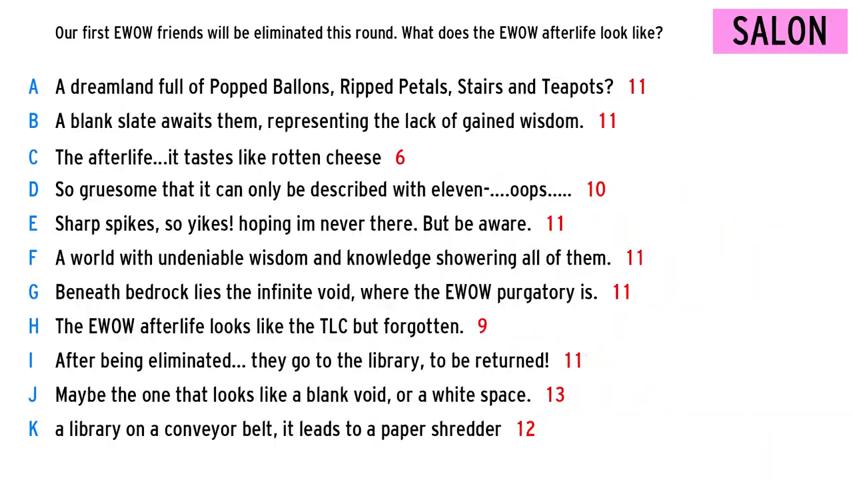 Our first EWOW friends will be eliminated this round. What does the EWOW afterlife look like?
SALON
A A dreamland full of Popped Ballons, Ripped Petals, Stairs and Teapots? 11
B A blank slate awaits them, representing the lack of gained wisdom. 11
C The afterlife...it tastes like rotten cheese 6
D So gruesome that it can only be described with eleven-....oops..... 10
E Sharp spikes, so yikes! hoping im never there. But be aware. 11
F A world with undeniable wisdom and knowledge showering all of them. 11
G Beneath bedrock lies the infinite void, where the EWOW purgatory is. 11
H The EWOW afterlife looks like the TLC but forgotten. 9
I After being eliminated... they go to the library, to be returned! 11
J Maybe the one that looks like a blank void, or a white space. 13
K a library on a conveyor belt, it leads to a paper shredder 12